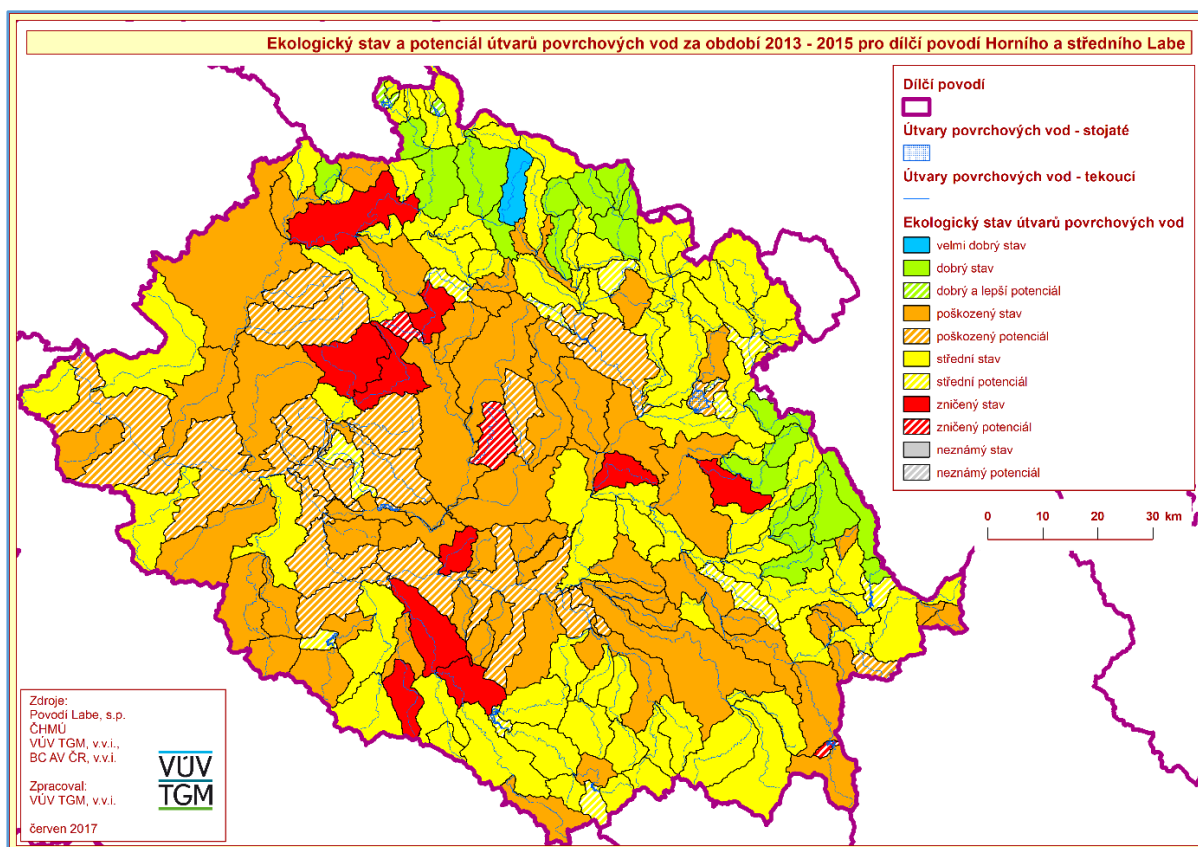 Ekologický stav a potenciál útvarů povrchových vod za období 2013 - 2015 pro dílčí povodí Horního a středního Labe
Dílčí povodí
Útvary povrchových vod - stojaté
Útvary povrchových vod - tekoucí
Ekologický stav útvarů povrchových vod
velmi dobrý stav
dobrý stav
dobrý a lepší potenciál
poškozený stav
poškozený potenciál
střední stav
střední potenciál
zničený stav
zničený potenciál
neznámý stav
neznámý potenciál
0 10 20 30 km
Zdroje:
Povodí Labe, s.p.
ČHMÚ
VÚV TGM, v.v.i.,
BC AV ČR, v.v.i.
Zpracoval:
VÚV TGM, v.v.i.
červen 2017
VÚV
TGM